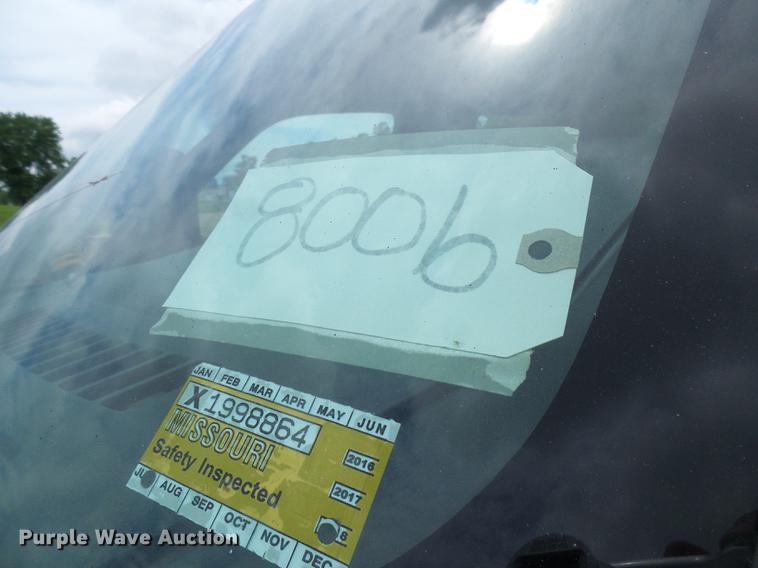 8006
JAN FEB MAR APR MAY JUN
X1998864
MISSOURI
Safety Inspected
2016
2017
8
AUG SEP OCT NOV DEC
Purple Wave Auction